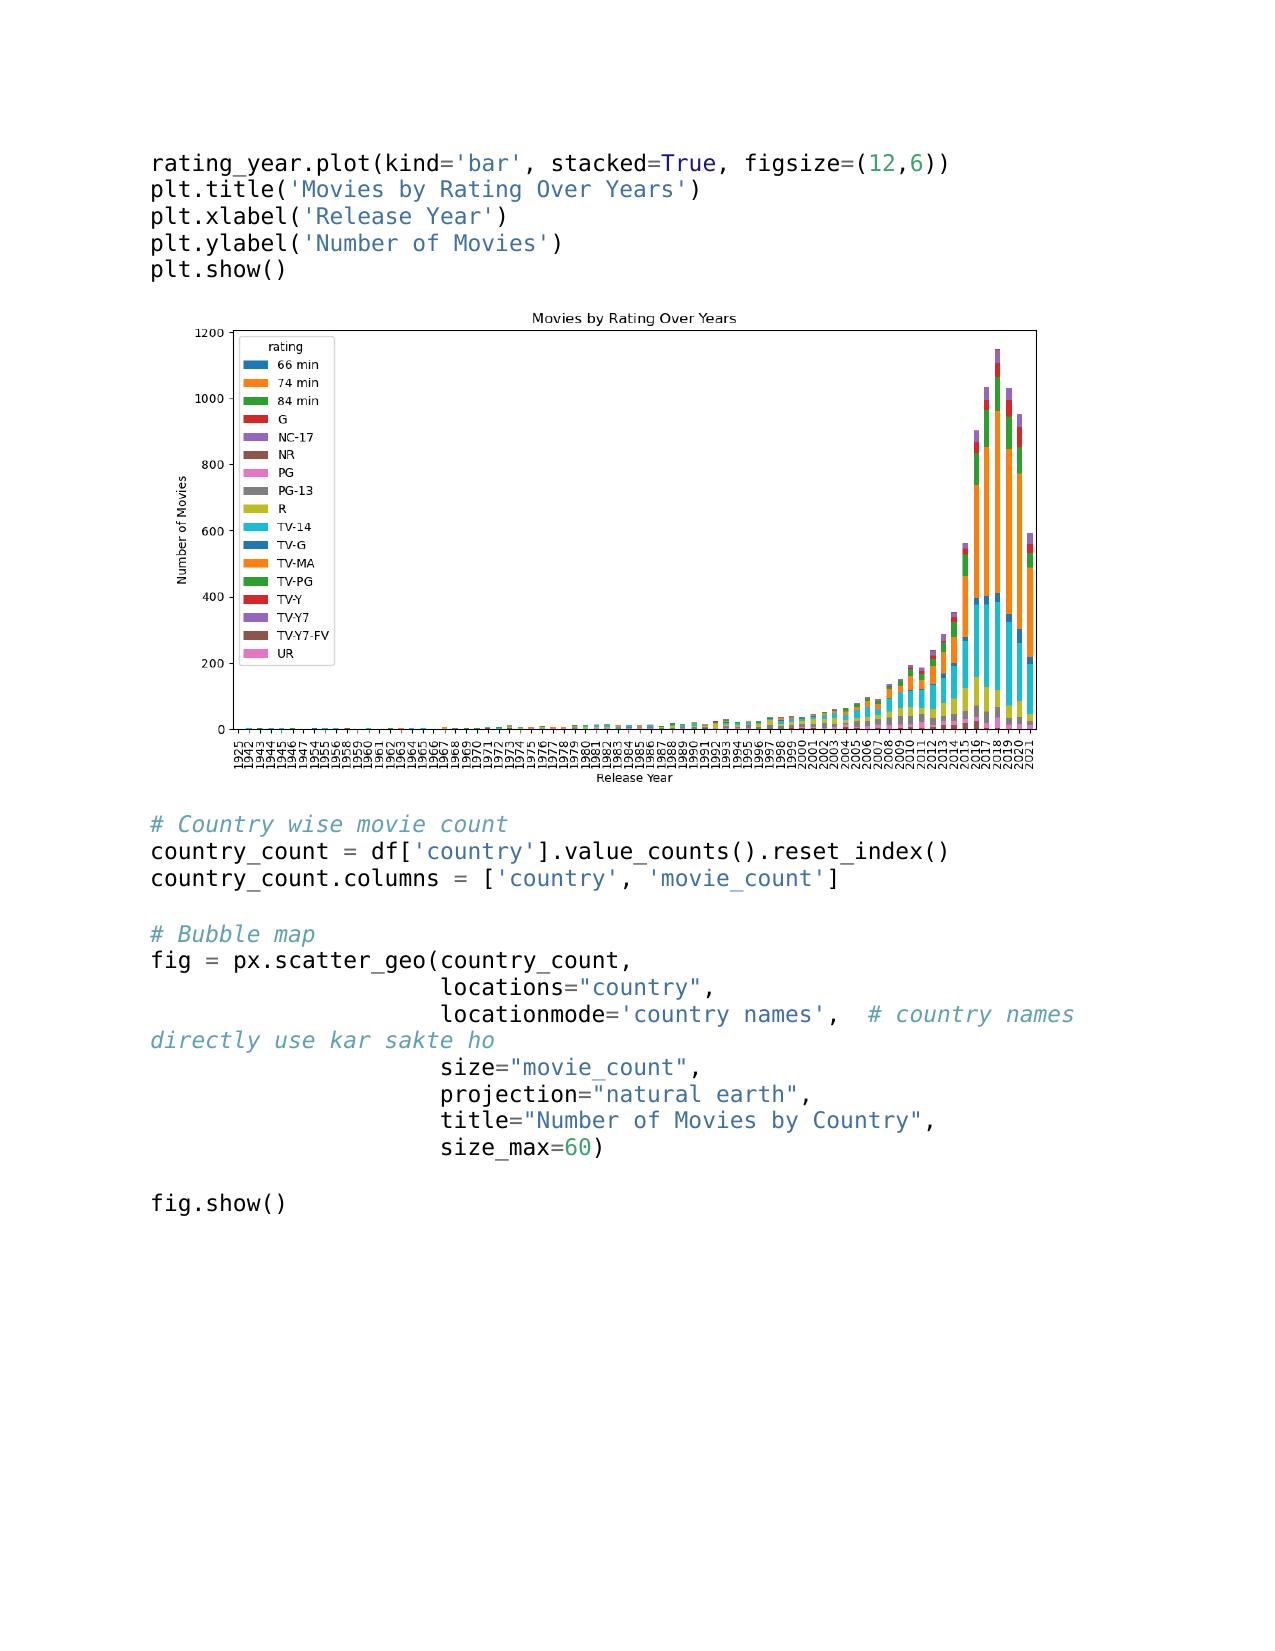 rating_year.plot(kind='bar', stacked=True, figsize=(12,6))
plt.title('Movies by Rating Over Years')
plt.xlabel('Release Year')
plt.ylabel('Number of Movies')
plt.show()
Movies by Rating Over Years
1200
1000
800
600
400
200
0
Number of Movies
rating
66 min
74 min
84 min
G
NC-17
NR
PG
PG-13
R
TV-14
TV-G
TV-MA
TV-PG
TV-Y
TV-Y7
TV-Y7-FV
UR
1925
1942
1943
1944
1945
1946
1947
1954
1955
1956
1958
1959
1960
1961
1962
1963
1964
1965
1966
1967
1968
1969
1970
1971
1972
1973
1974
1975
1976
1977
1978
1979
1980
1981
1982
1983
1984
1985
1986
1988
1989
1990
1991
1992
1993
1994
1995
1996
1997
1998
1999
2000
2001
2002
2003
2004
2005
2006
2007
2008
2009
2010
2011
2012
2013
2014
2015
2016
2017
2018
2019
2020
2021
Release Year
# Country wise movie count
country_count = df['country'].value_counts().reset_index()
country_count.columns = ['country', 'movie_count']
# Bubble map
fig = px.scatter_geo(country_count,
locations="country",
locationmode='country names',  # country names
directly use kar sakte ho
size="movie_count",
projection="natural earth",
title="Number of Movies by Country",
size_max=60)
fig.show()